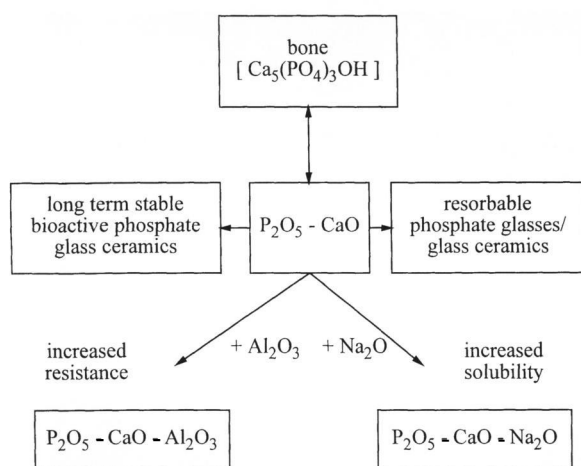 bone
[ Ca₅(PO₄)₃OH ]
long term stable
bioactive phosphate
glass ceramics
P₂O₅ - CaO
resorbable
phosphate glasses/
glass ceramics
+ Al₂O₃ + Na₂O
increased
resistance
increased
solubility
P₂O₅ - CaO - Al₂O₃
P₂O₅ - CaO - Na₂O